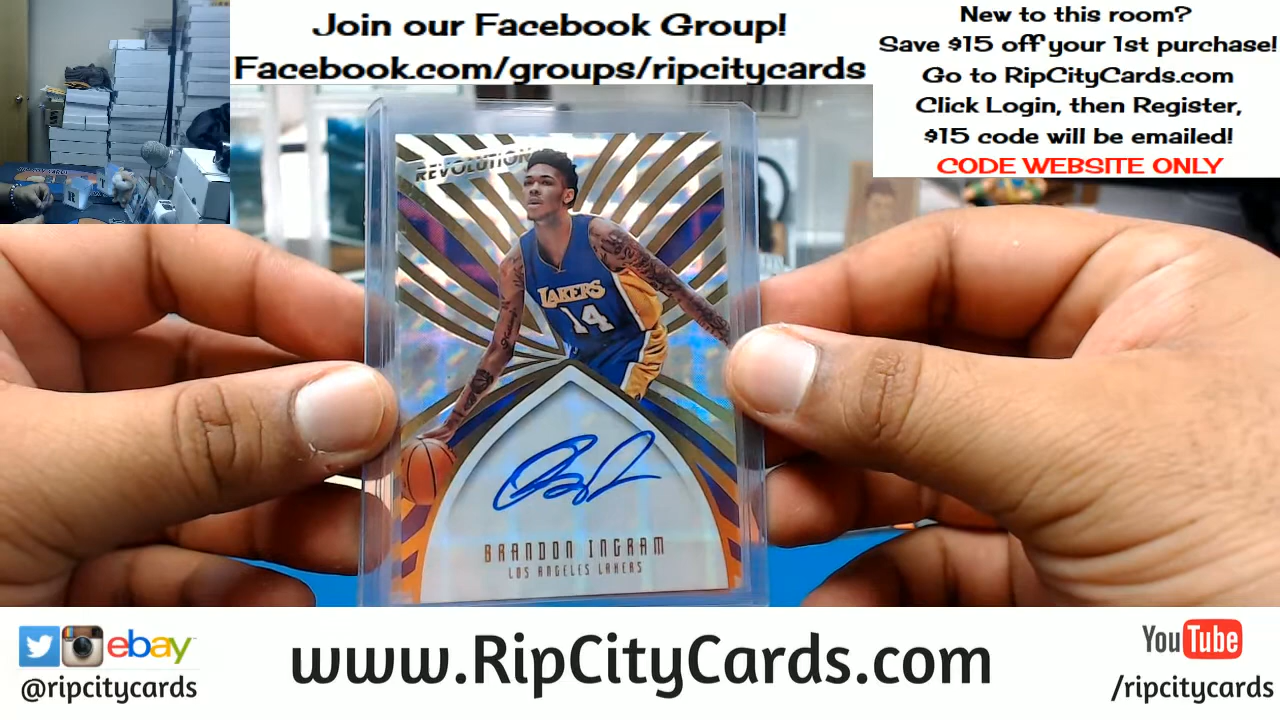 Join our Facebook Group!
Facebook.com/groups/ripcitycards
New to this room?
Save $15 off your 1st purchase!
Go to RipCityCards.com
Click Login, then Register,
$15 code will be emailed!
CODE WEBSITE ONLY
REVOLUTION
LAKERS
14
BRANDON INGRAM
LOS ANGELES LAKERS
ebay
@ripcitycards
www.RipCityCards.com
YouTube
/ripcitycards